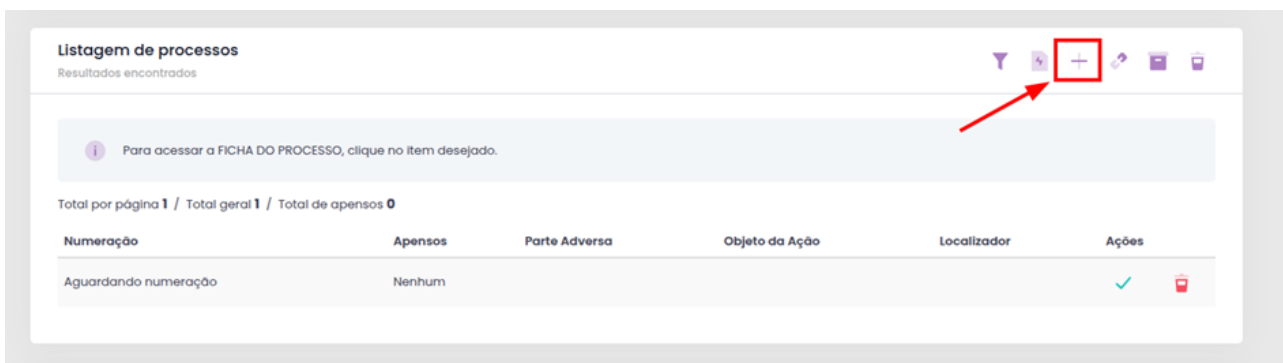 Listagem de processos
Resultados encontrados
i Para acessar a FICHA DO PROCESSO, clique no item desejado.
Total por página 1 / Total geral 1 / Total de apensos 0
Numeração Apensos Parte Adversa Objeto da Ação Localizador Ações
Aguardando numeração Nenhum